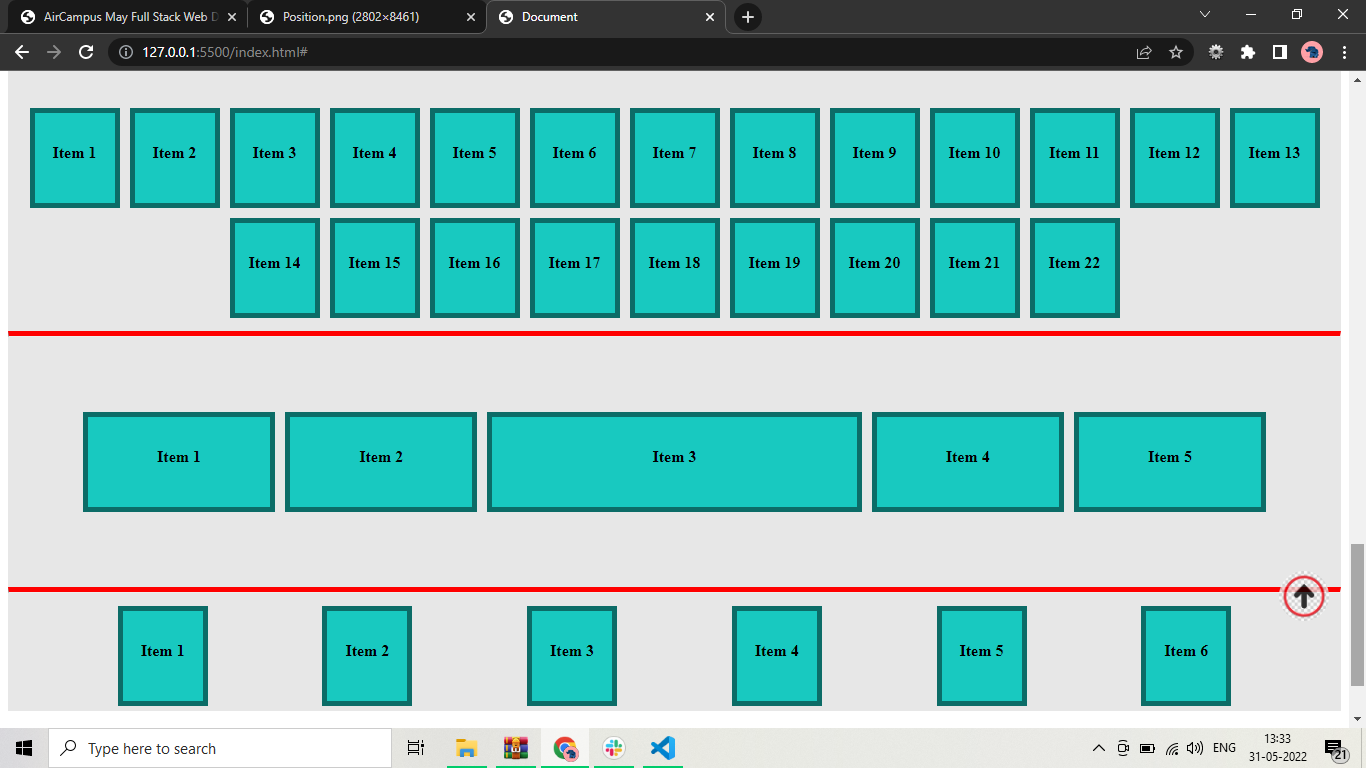 AirCampus May Full Stack Web D
Position.png (2802×8461)
Document
127.0.0.1:5500/index.html#
Item 1 Item 2 Item 3 Item 4 Item 5 Item 6 Item 7 Item 8 Item 9 Item 10 Item 11 Item 12 Item 13
Item 14 Item 15 Item 16 Item 17 Item 18 Item 19 Item 20 Item 21 Item 22
Item 1 Item 2 Item 3 Item 4 Item 5
Item 1 Item 2 Item 3 Item 4 Item 5 Item 6
Type here to search
ENG
13:33
31-05-2022
21